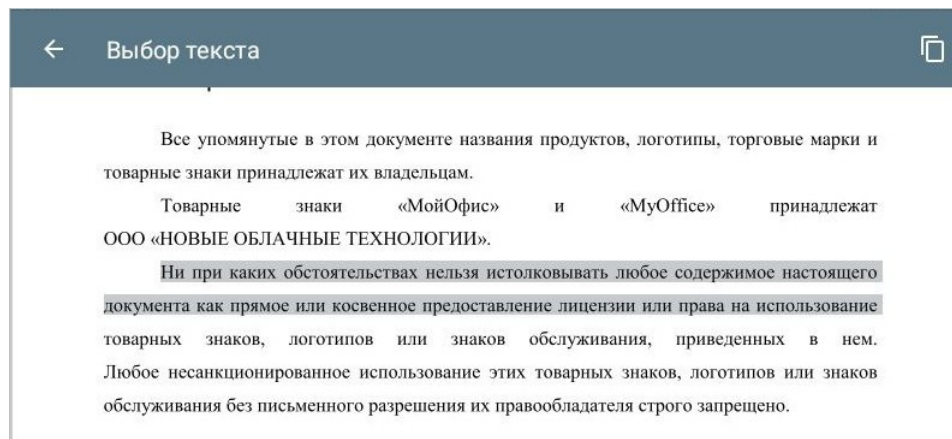 Выбор текста
Все упомянутые в этом документе названия продуктов, логотипы, торговые марки и
товарные знаки принадлежат их владельцам.
Товарные знаки «МойОфис» и «MyOffice» принадлежат
ООО «НОВЫЕ ОБЛАЧНЫЕ ТЕХНОЛОГИИ».
Ни при каких обстоятельствах нельзя истолковывать любое содержимое настоящего
документа как прямое или косвенное предоставление лицензии или права на использование
товарных знаков, логотипов или знаков обслуживания, приведенных в нем.
Любое несанкционированное использование этих товарных знаков, логотипов или знаков
обслуживания без письменного разрешения их правообладателя строго запрещено.